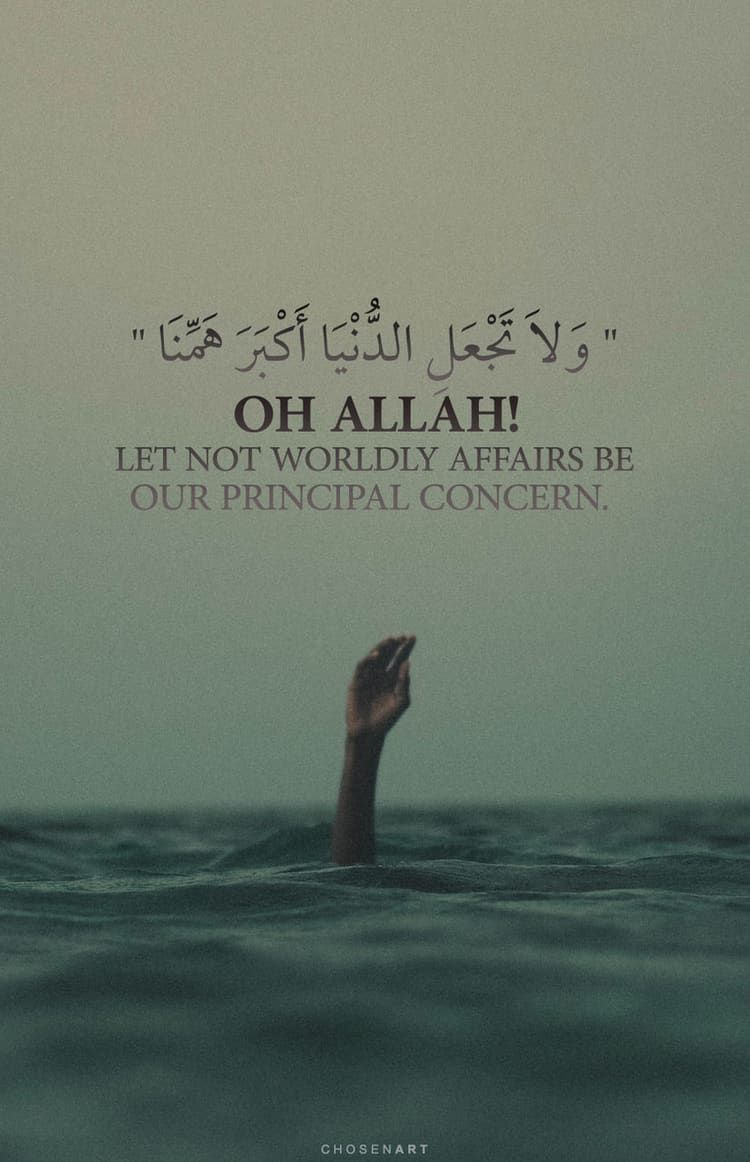 " وَلاَ تَجْعَلِ الدُّنْيَا أَكْبَرَ هَمِّنَا "
OH ALLAH!
LET NOT WORLDLY AFFAIRS BE
OUR PRINCIPAL CONCERN.
CHOSENART